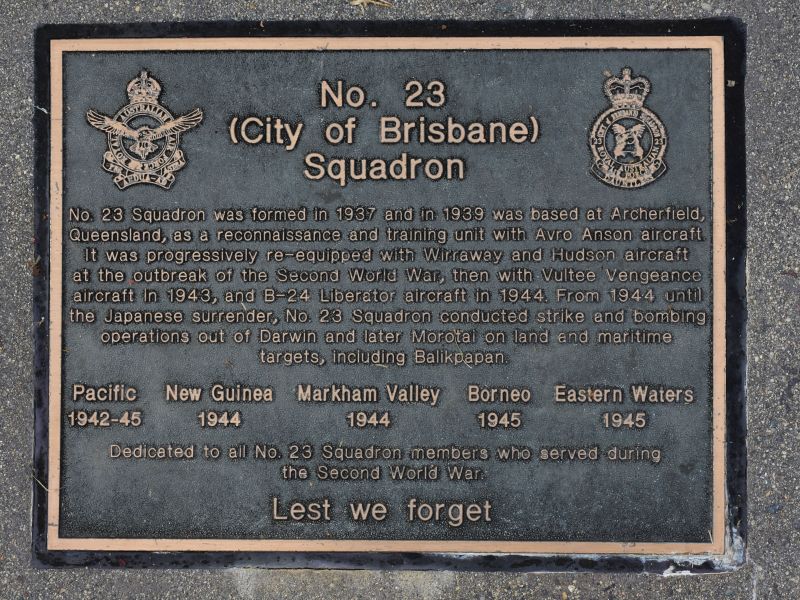 No. 23
(City of Brisbane)
Squadron
No. 23 Squadron was formed in 1937 and in 1939 was based at Archerfield,
Queensland, as a reconnaissance and training unit with Avro Anson aircraft.
It was progressively re-equipped with Wirraway and Hudson aircraft
at the outbreak of the Second World War, then with Vultee Vengeance
aircraft in 1943, and B-24 Liberator aircraft in 1944. From 1944 until
the Japanese surrender, No. 23 Squadron conducted strike and bombing
operations out of Darwin and later Morotai on land and maritime
targets, including Balikpapan.
Pacific New Guinea Markham Valley Borneo Eastern Waters
1942-45 1944 1944 1945 1945
Dedicated to all No. 23 Squadron members who served during
the Second World War.
Lest we forget